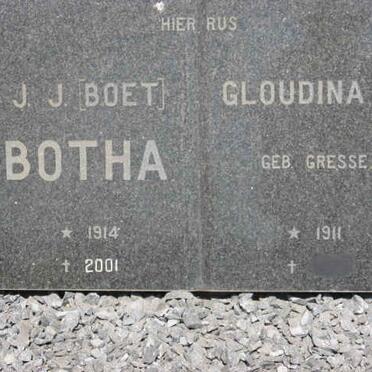 HIER RUS
J. J. [BOET]
BOTHA
★ 1914
† 2001
GLOUDINA
GEB. GRESSE
★ 1911
†